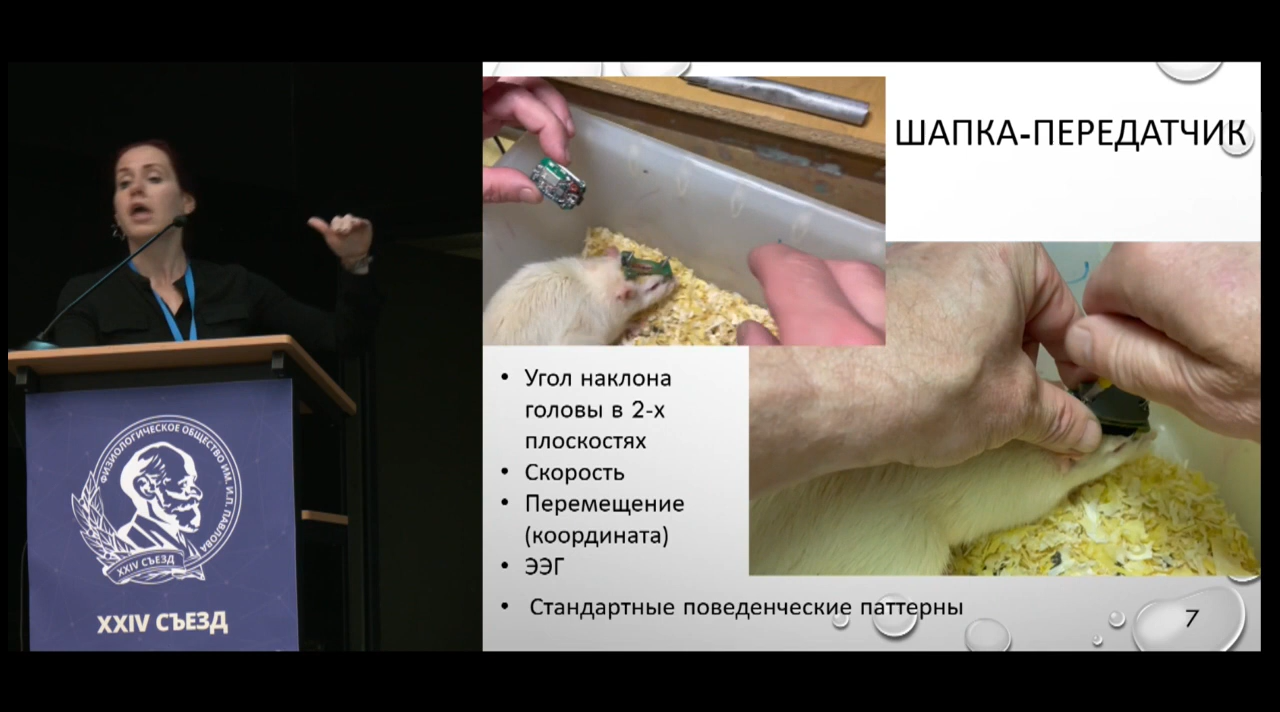 ШАПКА-ПЕРЕДАТЧИК
• Угол наклона
головы в 2-х
плоскостях
• Скорость
• Перемещение
(координата)
• ЭЭГ
• Стандартные поведенческие паттерны
7
ФИЗИОЛОГИЧЕСКОЕ ОБЩЕСТВО ИМ. И.П. ПАВЛОВА
XXIV СЪЕЗД
XXIV СЪЕЗД